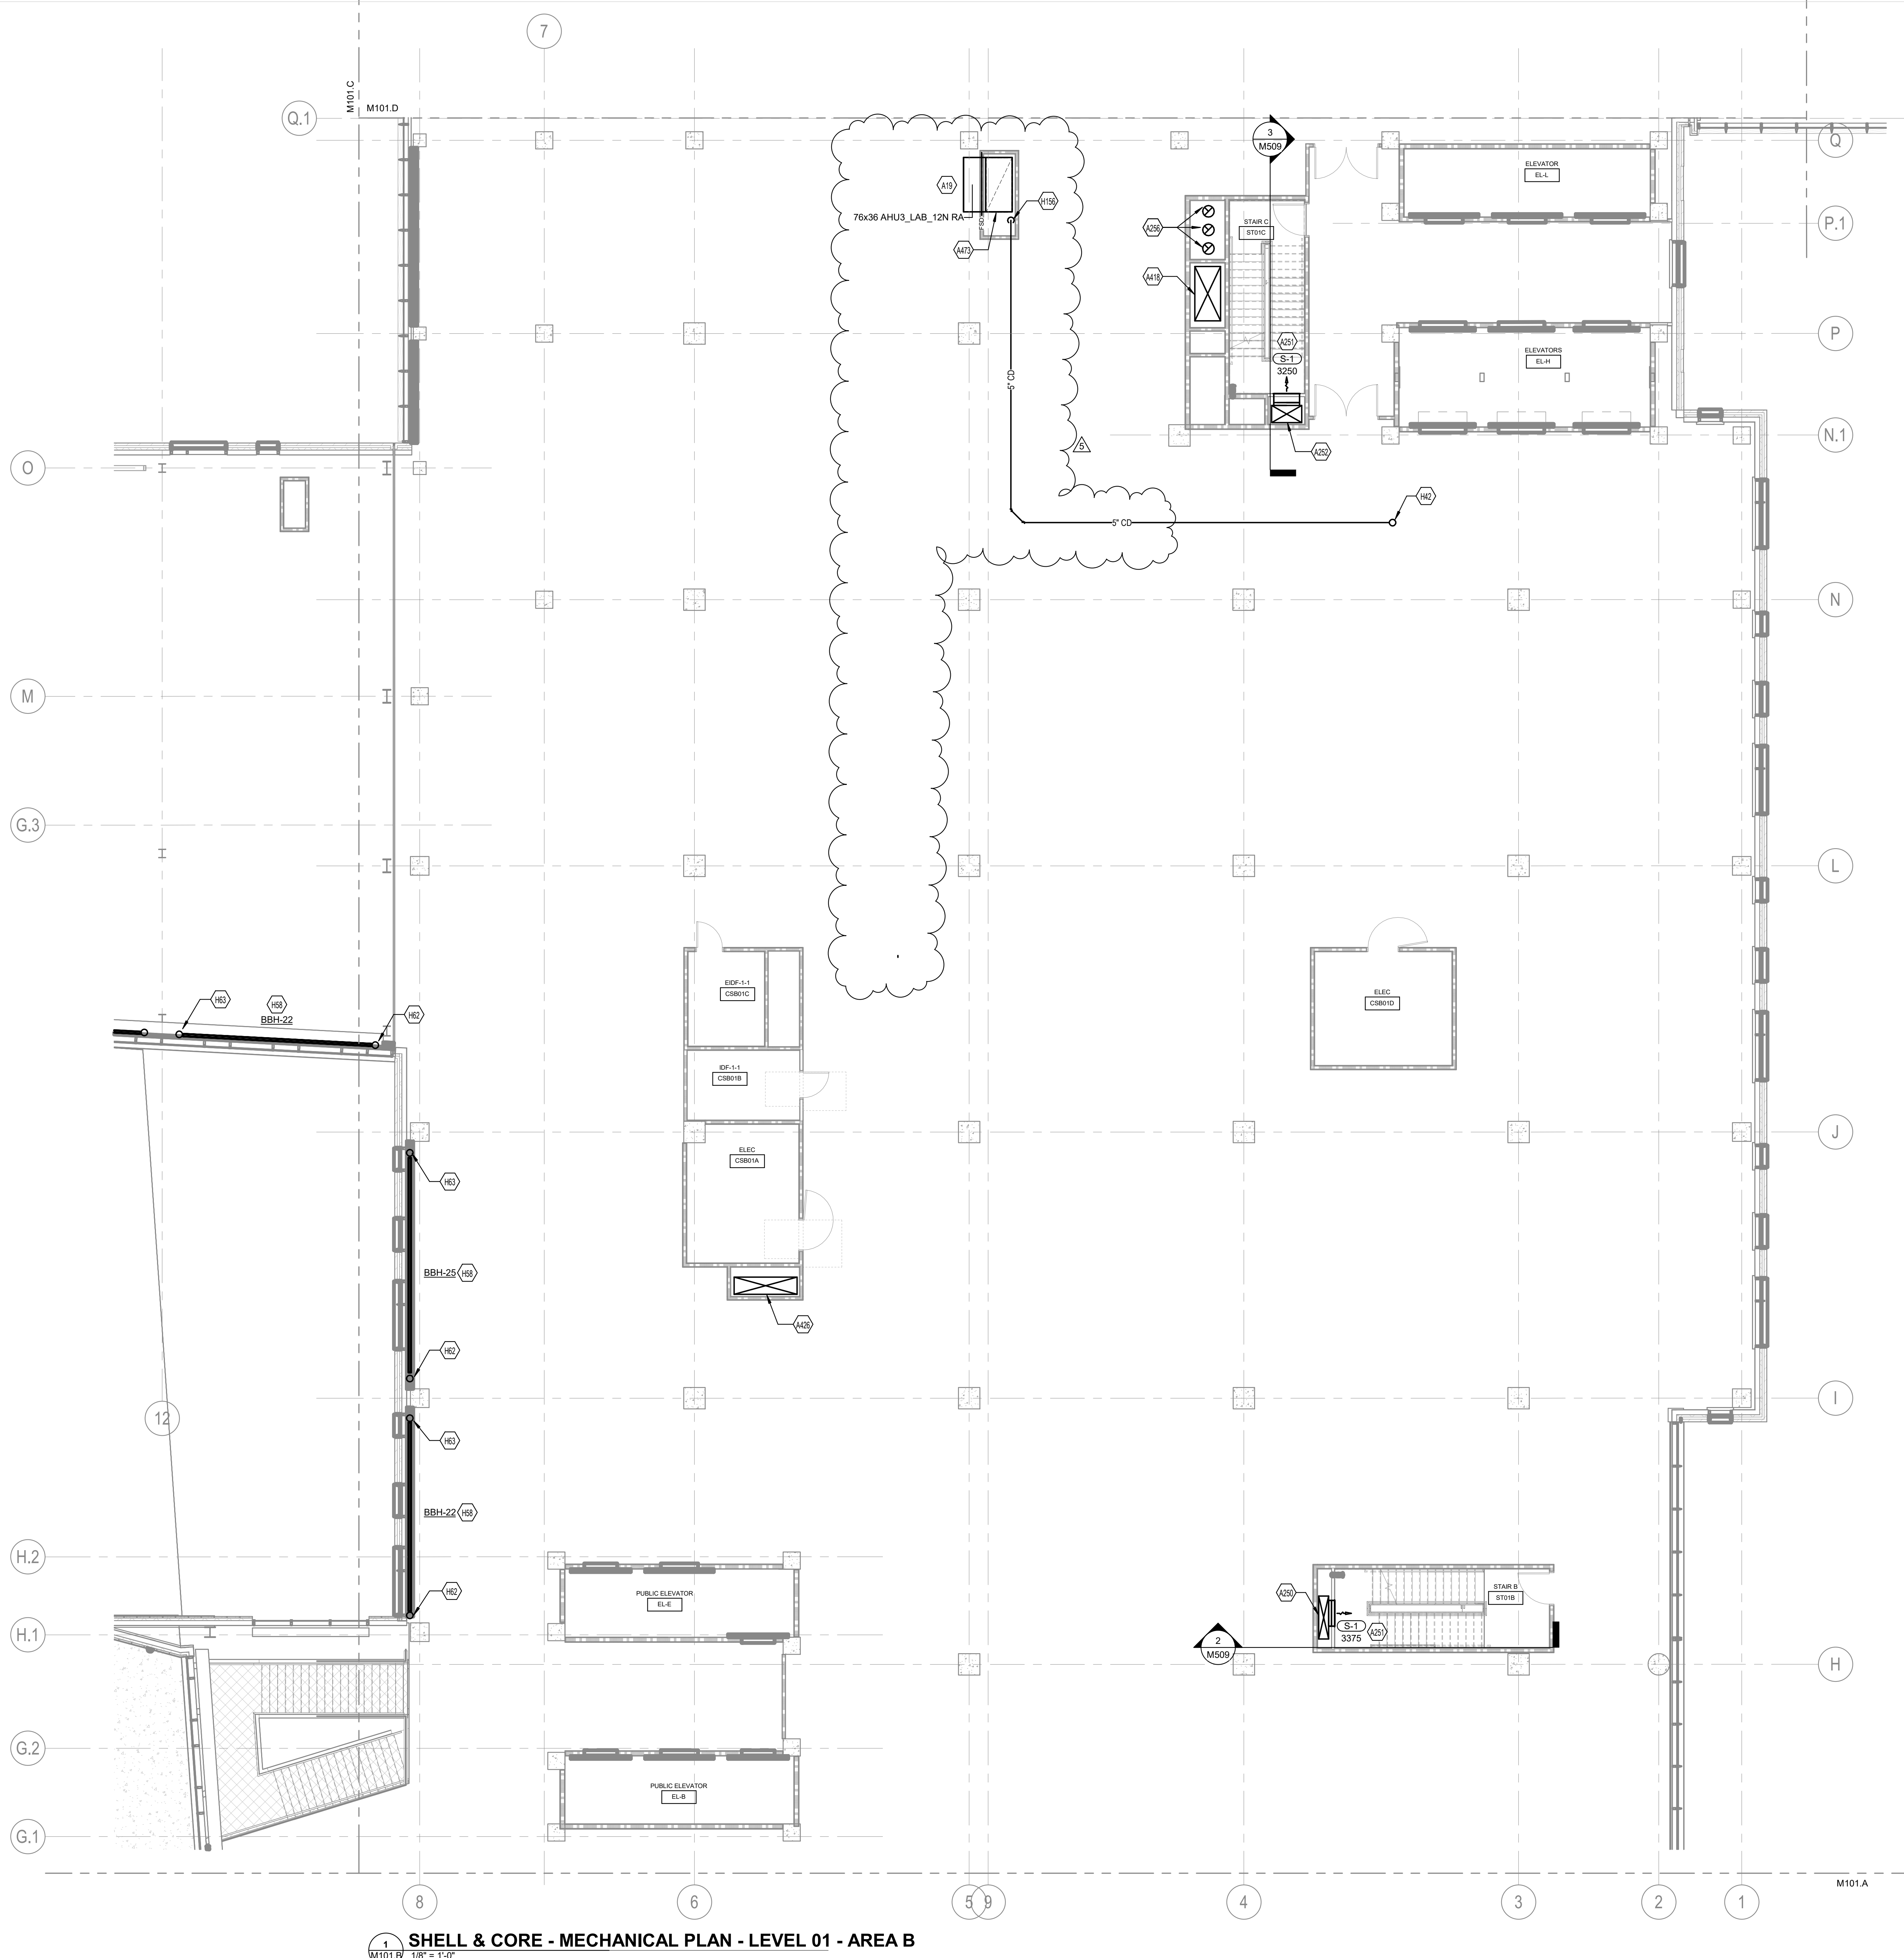 7
M101.C
M101.D
Q.1
Q
3
M509
ELEVATOR
EL-L
A19
76x36 AHU3_LAB_12N RA
FSD
H156
A473
A256
STAIR C
ST01C
P.1
A418
P
A251
S-1
3250
ELEVATORS
EL-H
5" CD
A252
N.1
5
O
H42
5" CD
N
M
G.3
L
EIDF-1-1
CSB01C
ELEC
CSB01D
H63
H58
BBH-22
H62
IDF-1-1
CSB01B
J
ELEC
CSB01A
H63
BBH-25
H58
A426
H62
I
12
H63
BBH-22
H58
H.2
H62
PUBLIC ELEVATOR
EL-E
A250
STAIR B
ST01B
S-1
3375
A251
H.1
2
M509
H
G.2
PUBLIC ELEVATOR
EL-B
G.1
M101.A
8
6
5
9
4
3
2
1
1
M101.B
SHELL & CORE - MECHANICAL PLAN - LEVEL 01 - AREA B
1/8" = 1'-0"